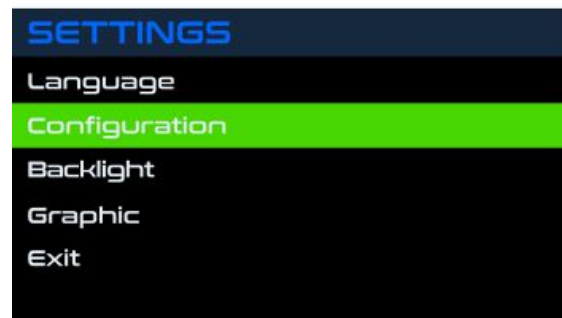 SETTINGS
Language
Configuration
Backlight
Graphic
Exit